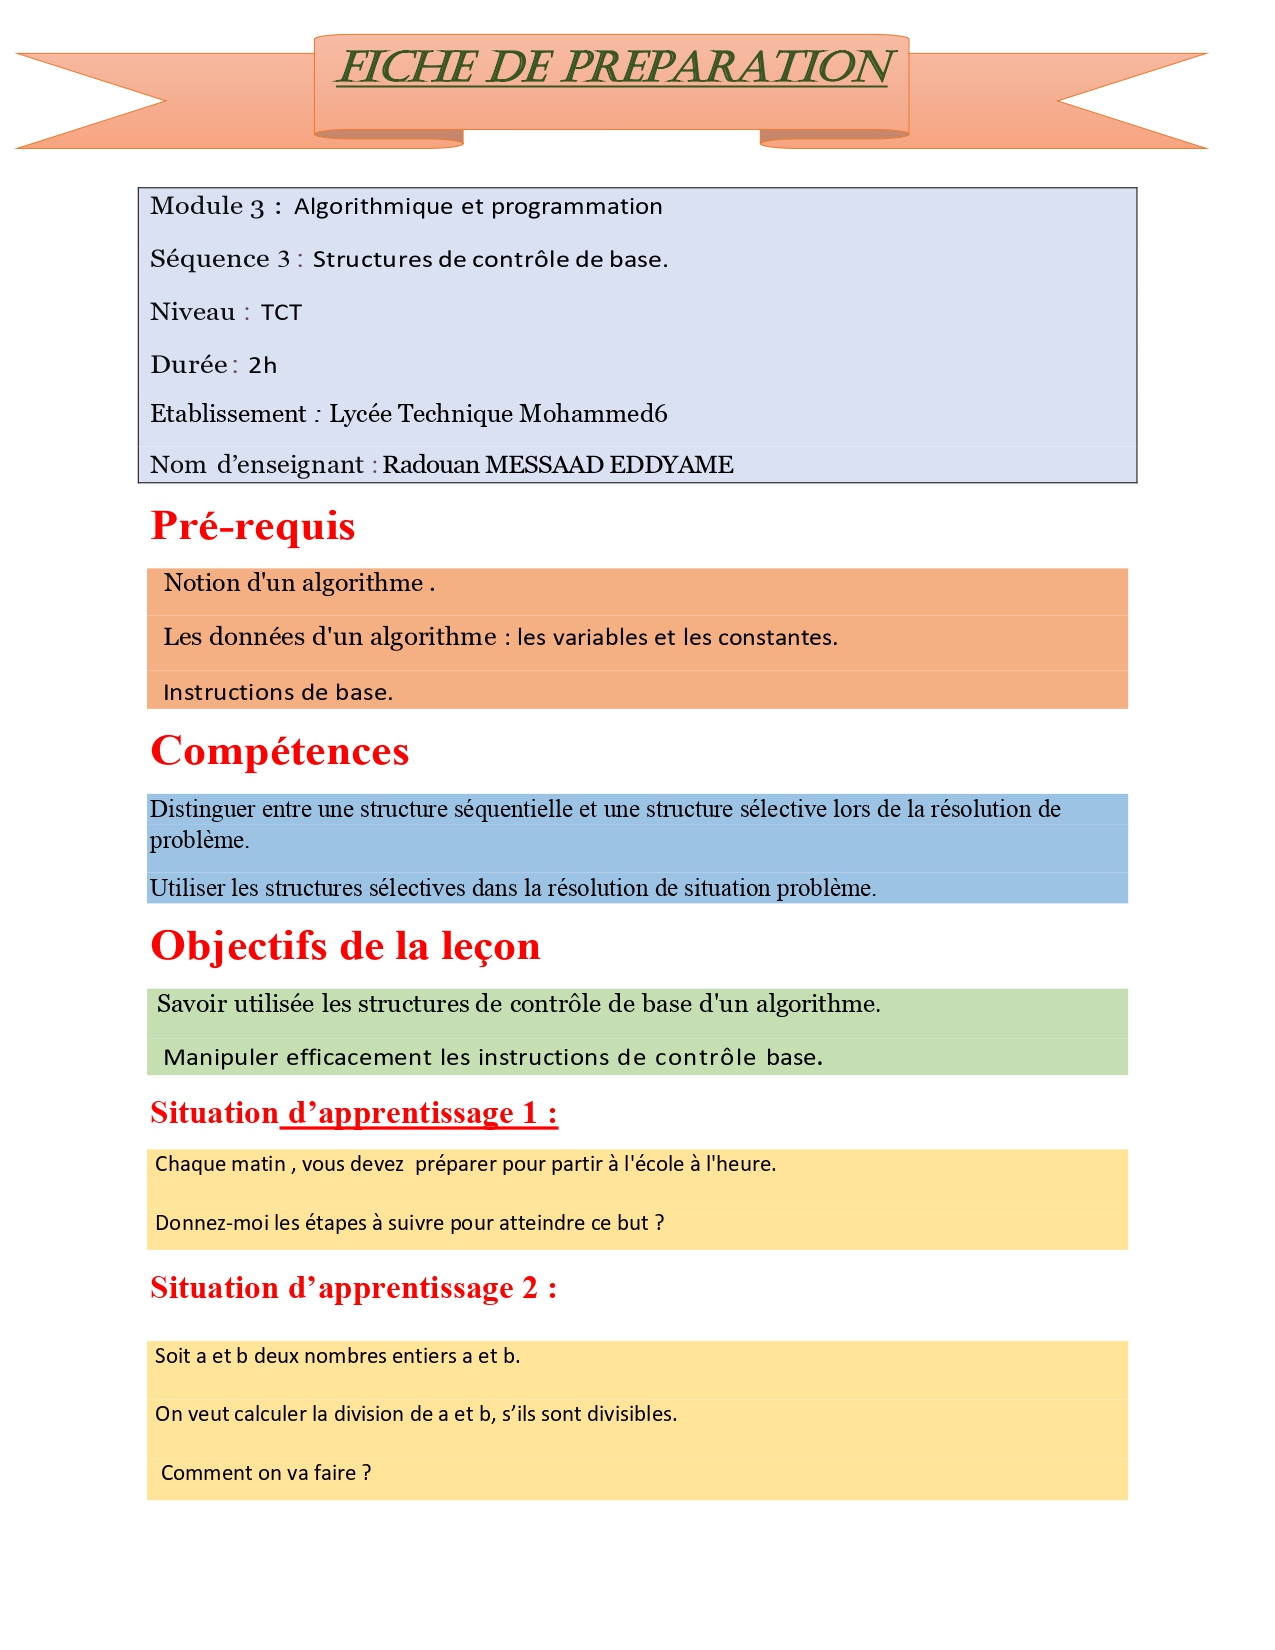 FICHE DE PREPARATION
Module 3 : Algorithmique et programmation
Séquence 3 : Structures de contrôle de base.
Niveau : TCT
Durée : 2h
Etablissement : Lycée Technique Mohammed6
Nom d’enseignant : Radouan MESSAAD EDDYAME
Pré-requis
Notion d'un algorithme .
Les données d'un algorithme : les variables et les constantes.
Instructions de base.
Compétences
Distinguer entre une structure séquentielle et une structure sélective lors de la résolution de
problème.
Utiliser les structures sélectives dans la résolution de situation problème.
Objectifs de la leçon
Savoir utilisée les structures de contrôle de base d'un algorithme.
Manipuler efficacement les instructions de contrôle base.
Situation d’apprentissage 1 :
Chaque matin , vous devez préparer pour partir à l'école à l'heure.
Donnez-moi les étapes à suivre pour atteindre ce but ?
Situation d’apprentissage 2 :
Soit a et b deux nombres entiers a et b.
On veut calculer la division de a et b, s’ils sont divisibles.
Comment on va faire ?